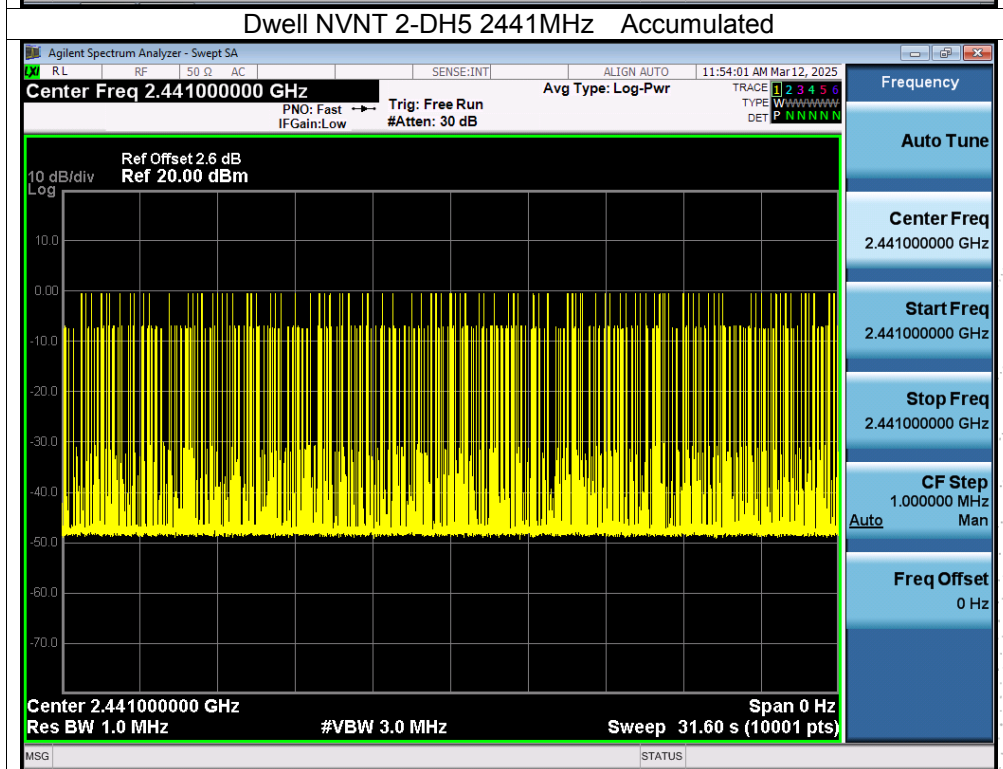 Dwell NVNT 2-DH5 2441MHz Accumulated
Agilent Spectrum Analyzer - Swept SA
LXI RL RF 50 Ω AC SENSE:INT ALIGN AUTO 11:54:01 AM Mar 12, 2025
Center Freq 2.441000000 GHz
PNO: Fast
IFGain:Low
Trig: Free Run
#Atten: 30 dB
Avg Type: Log-Pwr
TRACE 1 2 3 4 5 6
TYPE WWWWWWW
DET P N N N N N
Frequency
Ref Offset 2.6 dB
10 dB/div Ref 20.00 dBm
Log
10.0
0.00
-10.0
-20.0
-30.0
-40.0
-50.0
-60.0
-70.0
Center 2.441000000 GHz Span 0 Hz
Res BW 1.0 MHz #VBW 3.0 MHz Sweep 31.60 s (10001 pts)
Auto Tune
Center Freq
2.441000000 GHz
Start Freq
2.441000000 GHz
Stop Freq
2.441000000 GHz
CF Step
1.000000 MHz
Auto Man
Freq Offset
0 Hz
MSG STATUS